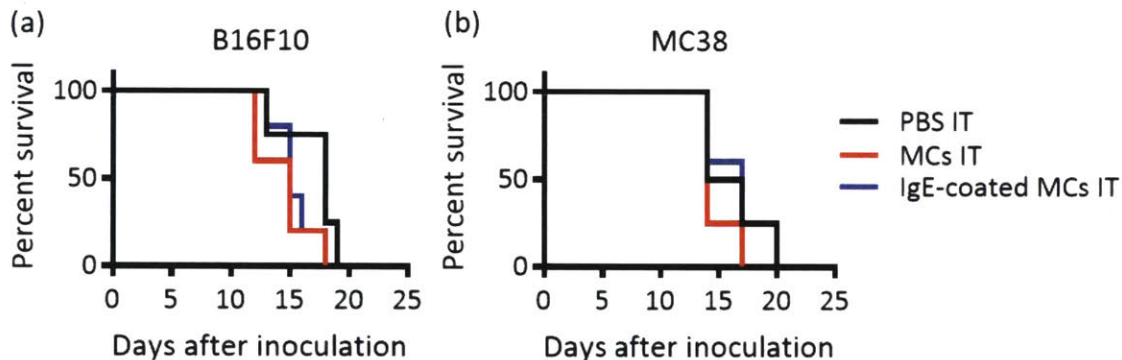 (a)
B16F10
Percent survival
100
50
0
0 5 10 15 20 25
Days after inoculation
(b)
MC38
Percent survival
100
50
0
0 5 10 15 20 25
Days after inoculation
PBS IT
MCs IT
IgE-coated MCs IT